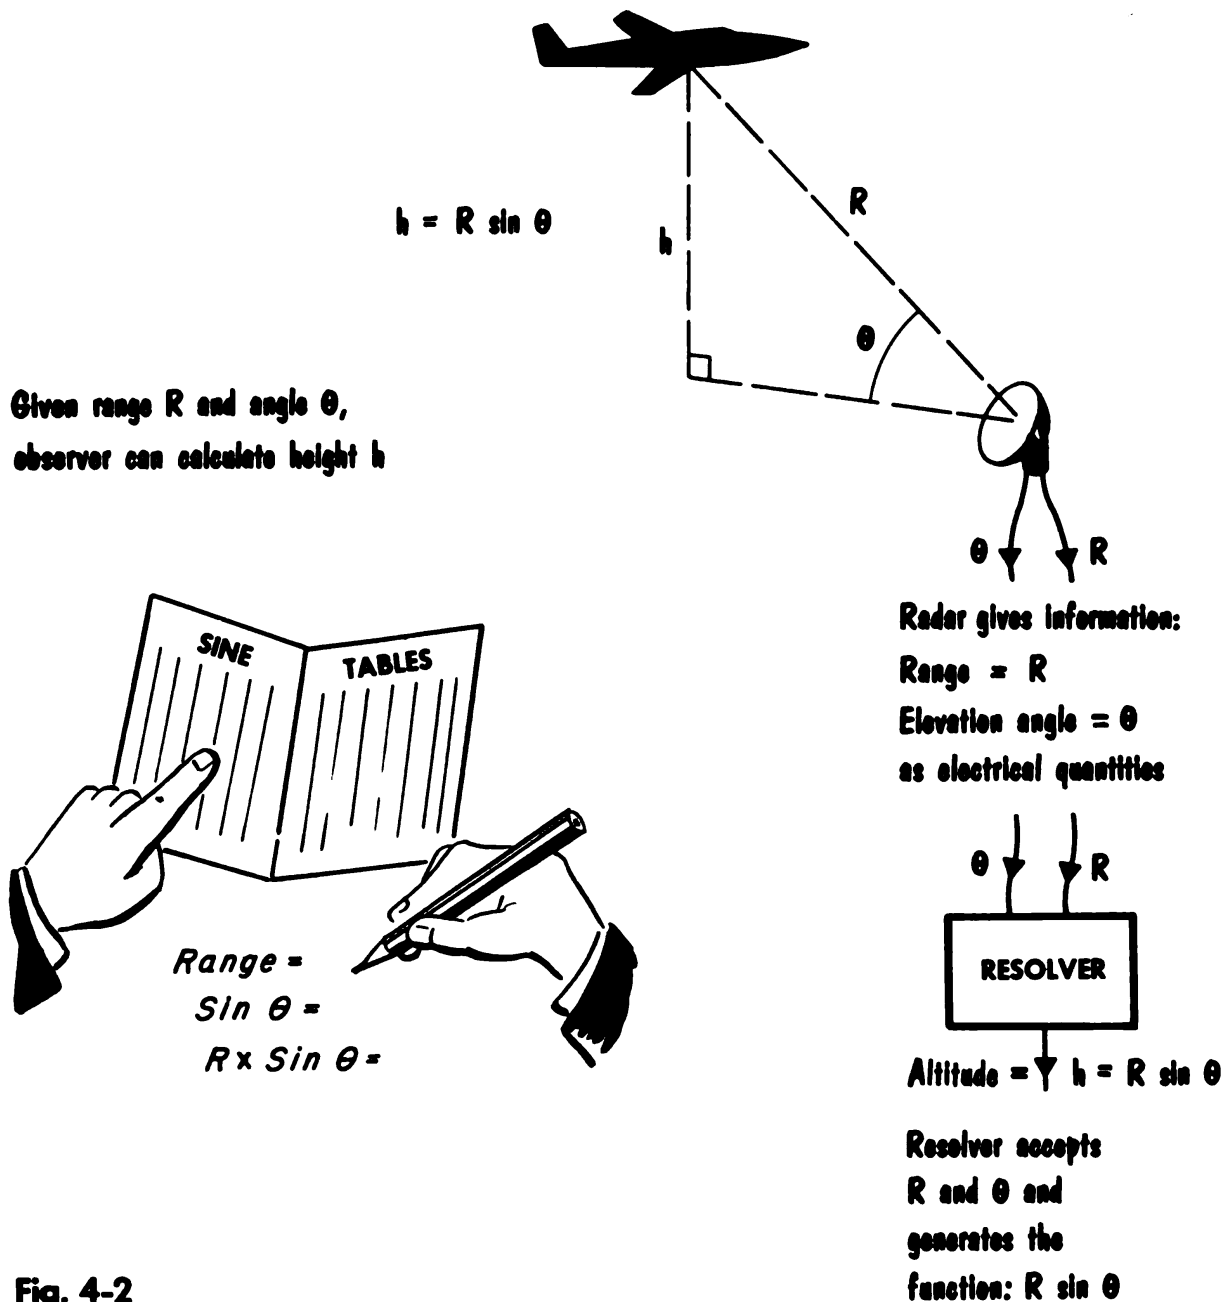 R
h = R sin θ
h
θ
Given range R and angle θ,
observer can calculate height h
θ R
Radar gives information:
Range = R
Elevation angle = θ
as electrical quantities
SINE TABLES
θ R
RESOLVER
Range =
Sin θ =
R x Sin θ =
Altitude = h = R sin θ
Resolver accepts
R and θ and
generates the
function: R sin θ
Fig. 4-2